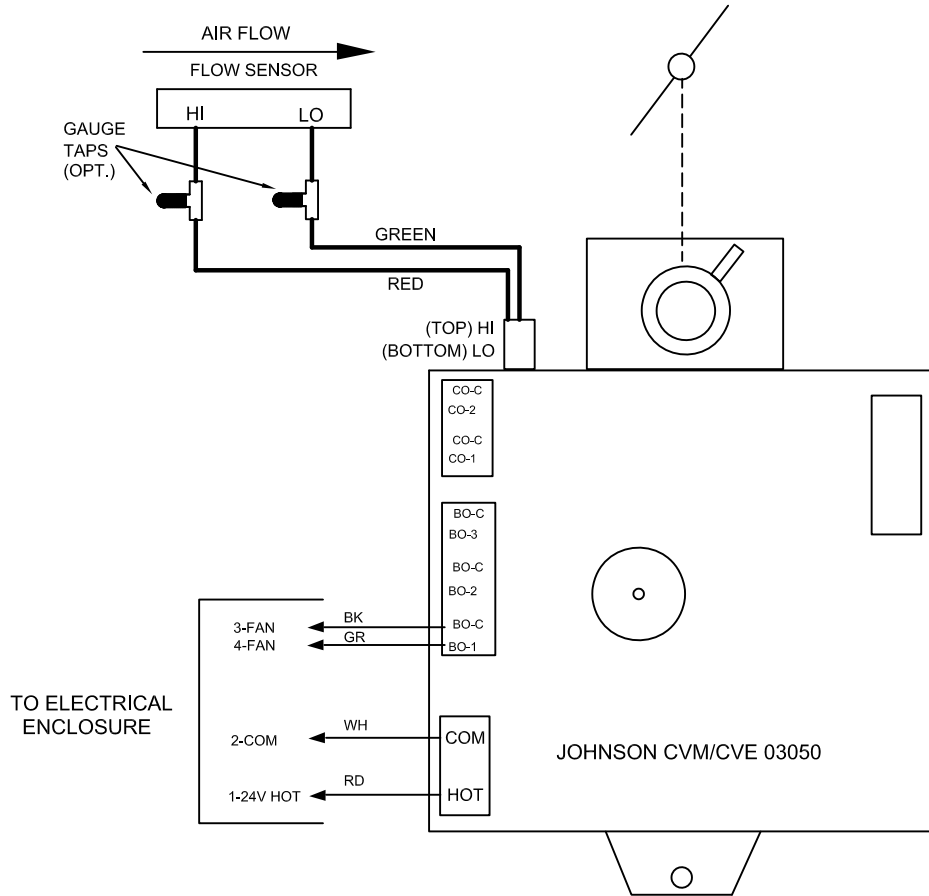 AIR FLOW
FLOW SENSOR
HI
LO
GAUGE
TAPS
(OPT.)
GREEN
RED
(TOP) HI
(BOTTOM) LO
CO-C
CO-2
CO-C
CO-1
BO-C
BO-3
BO-C
BO-2
BO-C
BO-1
3-FAN
BK
4-FAN
GR
TO ELECTRICAL
ENCLOSURE
2-COM
WH
COM
1-24V HOT
RD
HOT
JOHNSON CVM/CVE 03050